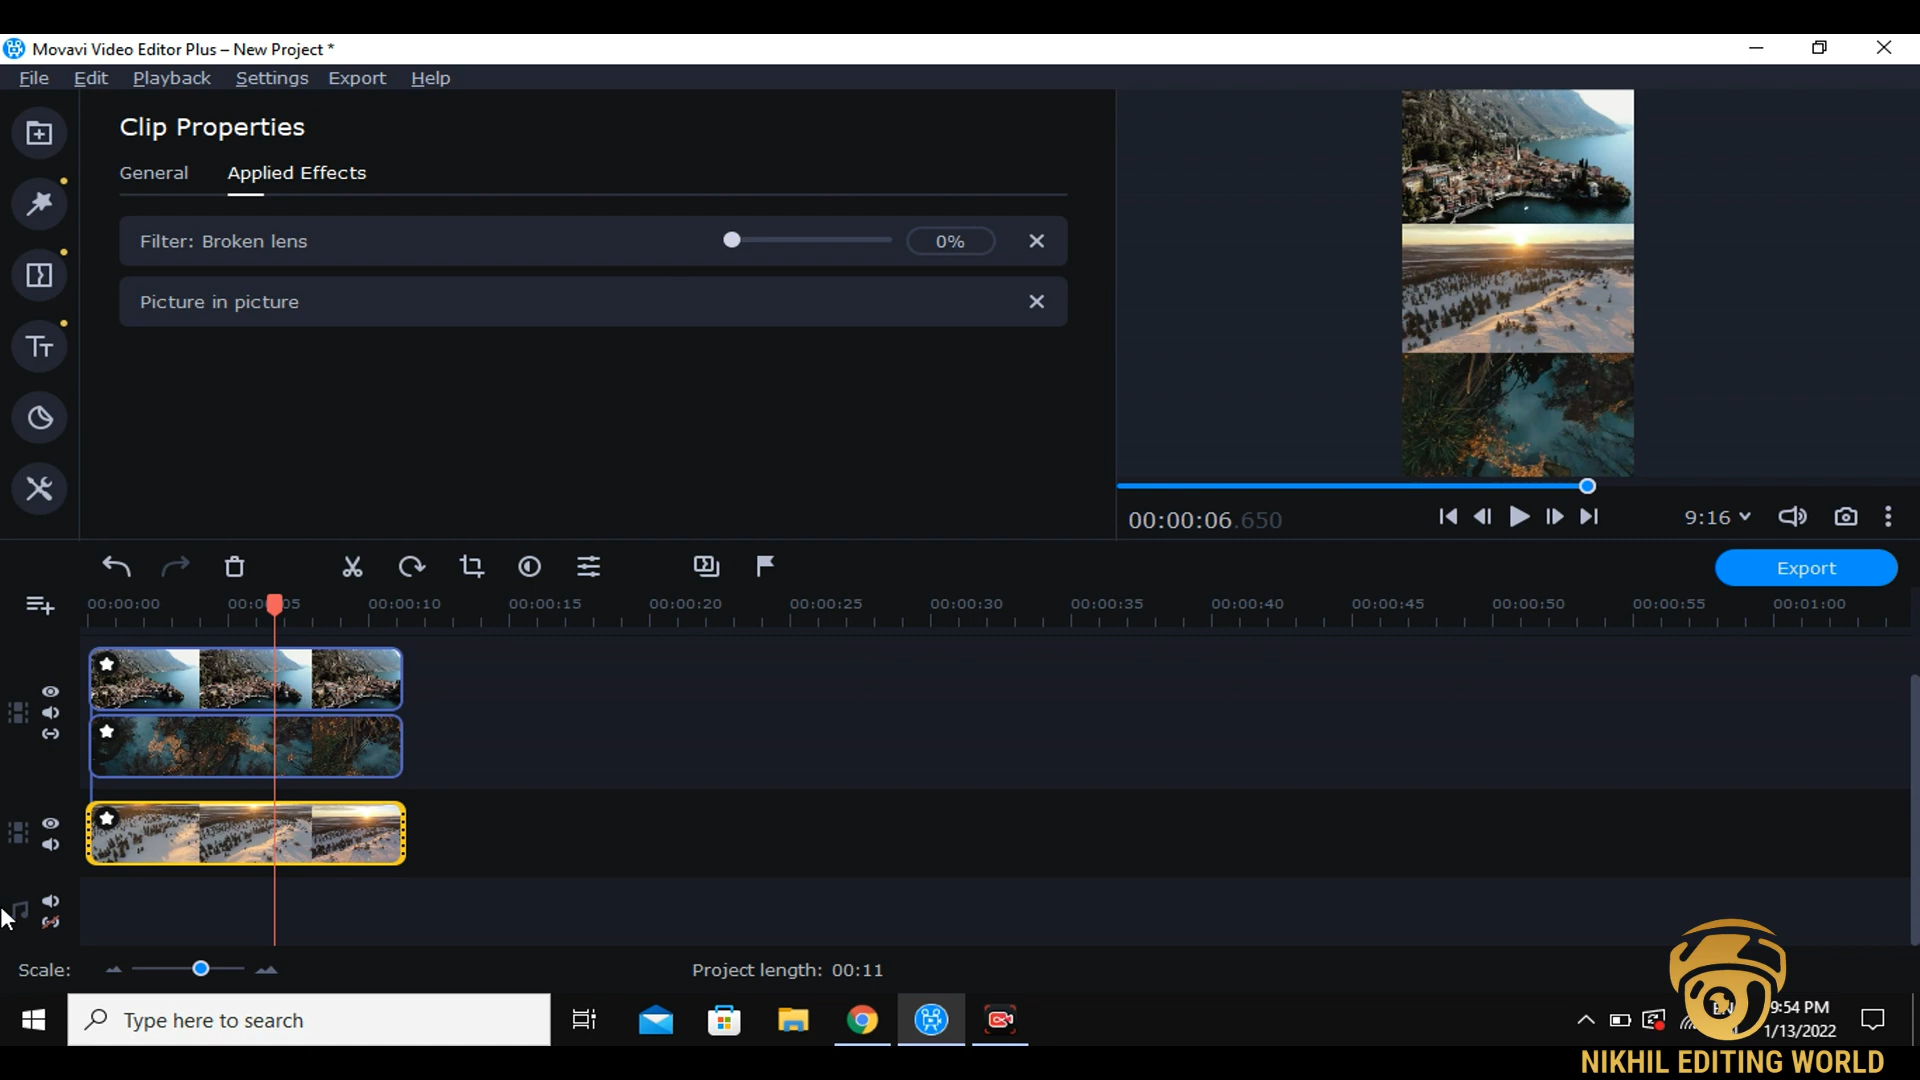 Movavi Video Editor Plus – New Project *
File Edit Playback Settings Export Help
Clip Properties
General Applied Effects
Filter: Broken lens 0%
Picture in picture
00:00:06.650
9:16
Export
00:00:00 00:00:05 00:00:10 00:00:15 00:00:20 00:00:25 00:00:30 00:00:35 00:00:40 00:00:45 00:00:50 00:00:55 00:01:00
Scale:
Project length: 00:11
Type here to search
9:54 PM
1/13/2022
NIKHIL EDITING WORLD